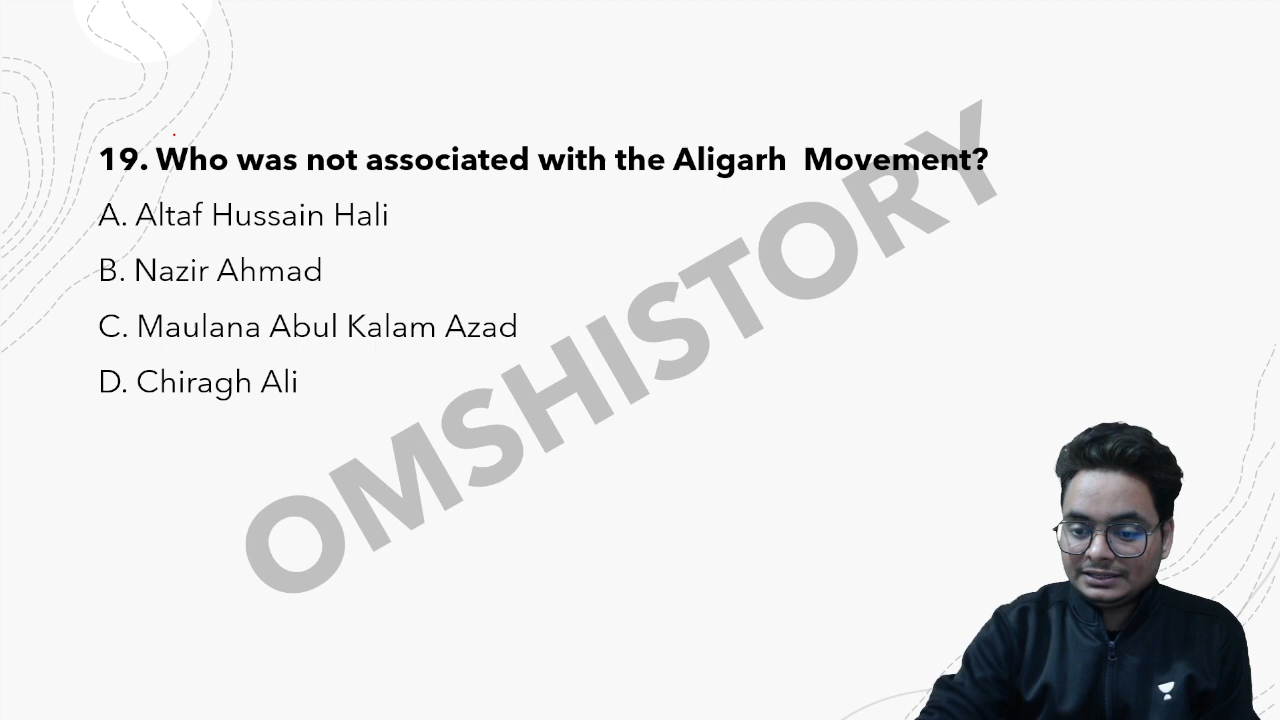 19. Who was not associated with the Aligarh  Movement?
A. Altaf Hussain Hali
B. Nazir Ahmad
C. Maulana Abul Kalam Azad
D. Chiragh Ali
OMSHISTORY